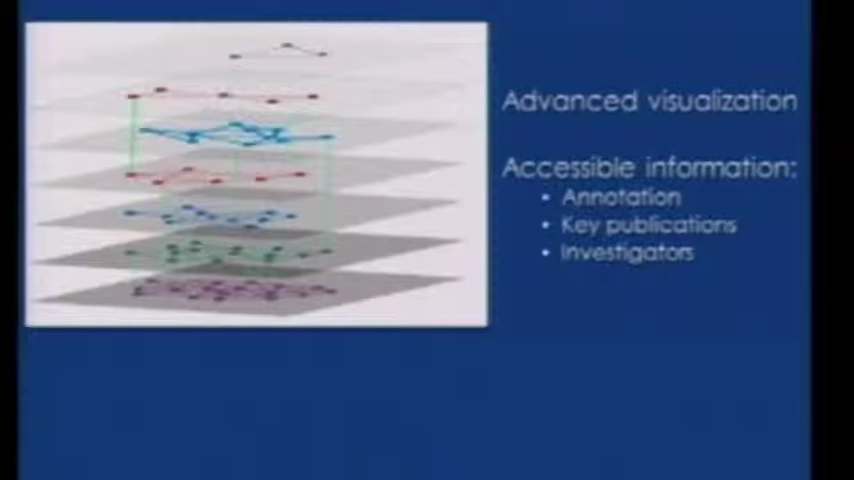 Advanced visualization
Accessible information:
• Annotation
• Key publications
• Investigators